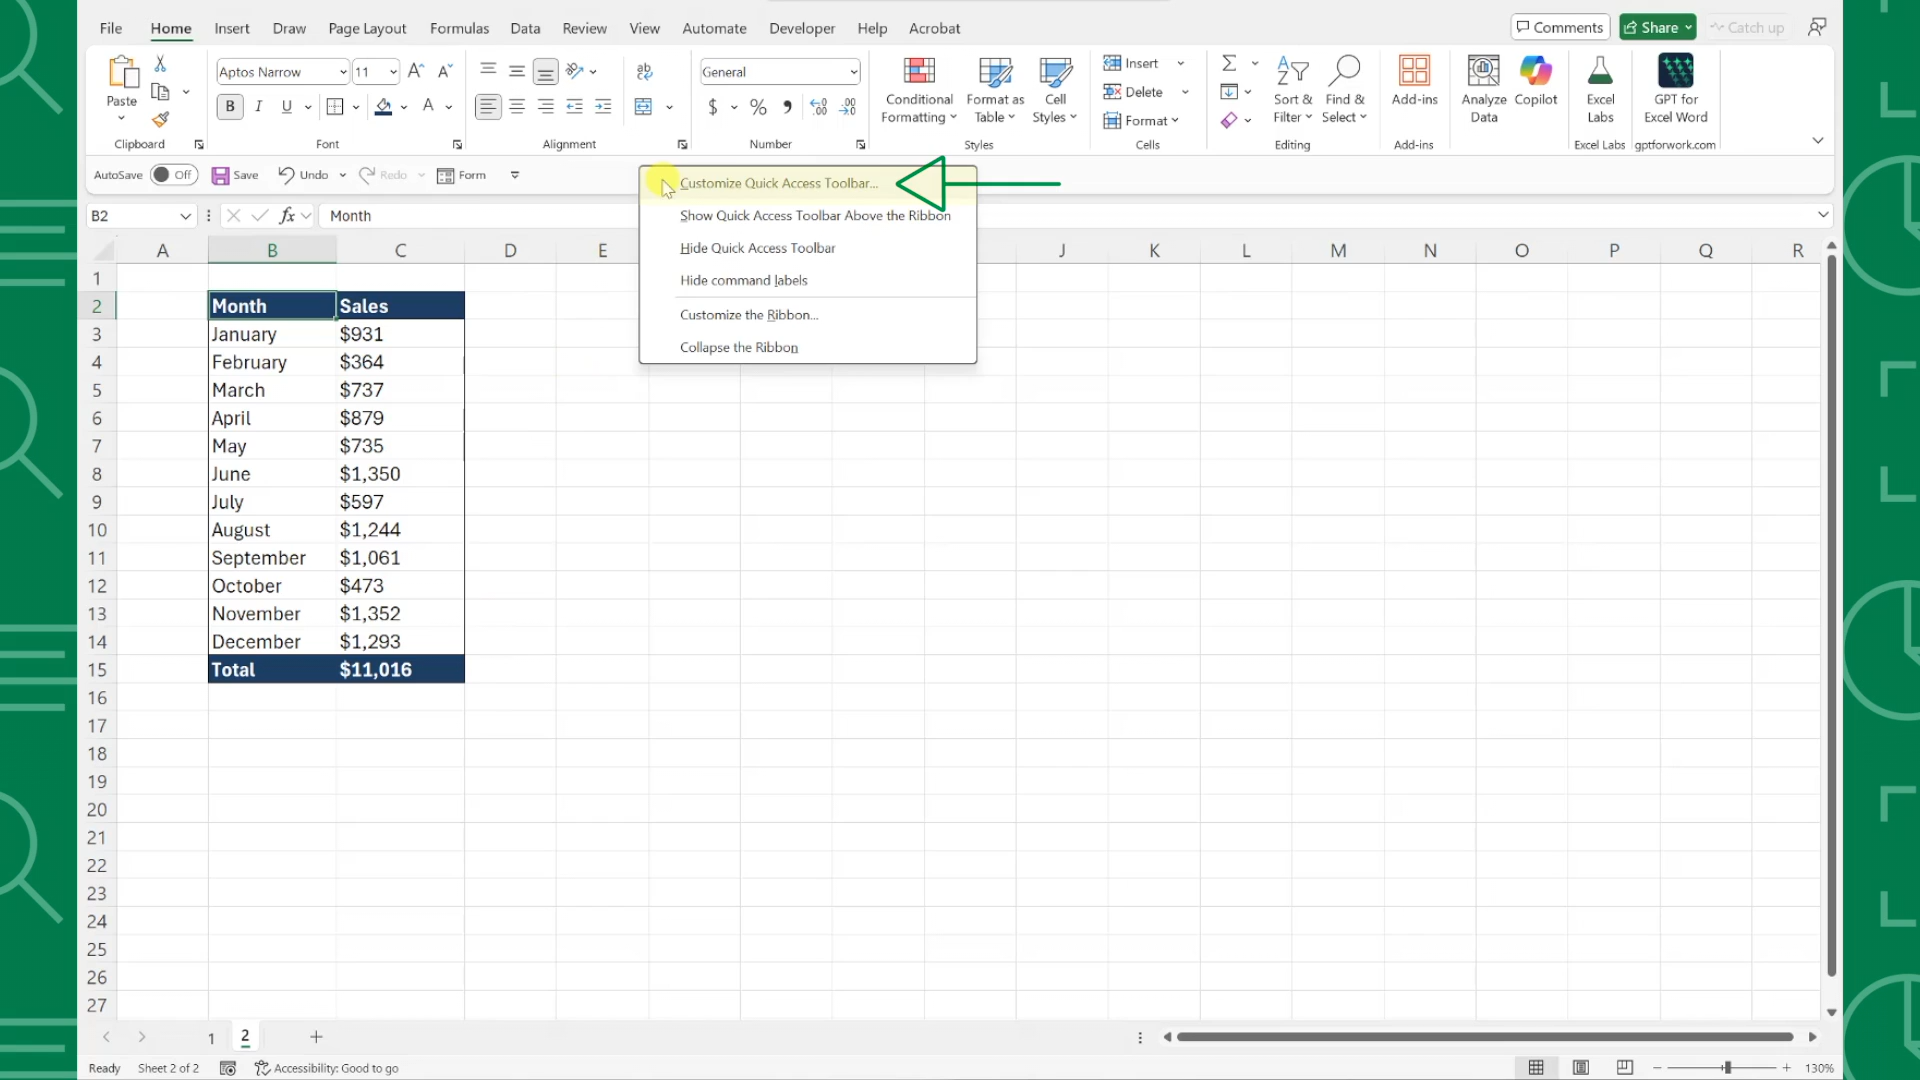 File Home Insert Draw Page Layout Formulas Data Review View Automate Developer Help Acrobat Comments Share Catch up
Paste
Clipboard
Aptos Narrow 11
B I U A
Font
ab
Alignment
General
$ % 9 .00 .00
Number
Conditional Formatting
Format as Table
Cell Styles
Styles
Insert
Delete
Format
Cells
Sort & Filter
Find & Select
Editing
Add-ins
Add-ins
Analyze Data
Copilot
Excel Labs
Excel Labs
GPT for Excel Word
gptforwork.com
AutoSave Off Save Undo Redo Form
Customize Quick Access Toolbar...
Show Quick Access Toolbar Above the Ribbon
Hide Quick Access Toolbar
Hide command labels
Customize the Ribbon...
Collapse the Ribbon
B2 fx Month
A B C D E J K L M N O P Q R
1
2 Month Sales
3 January $931
4 February $364
5 March $737
6 April $879
7 May $735
8 June $1,350
9 July $597
10 August $1,244
11 September $1,061
12 October $473
13 November $1,352
14 December $1,293
15 Total $11,016
16
17
18
19
20
21
22
23
24
25
26
27
1 2 +
Ready Sheet 2 of 2 Accessibility: Good to go 130%